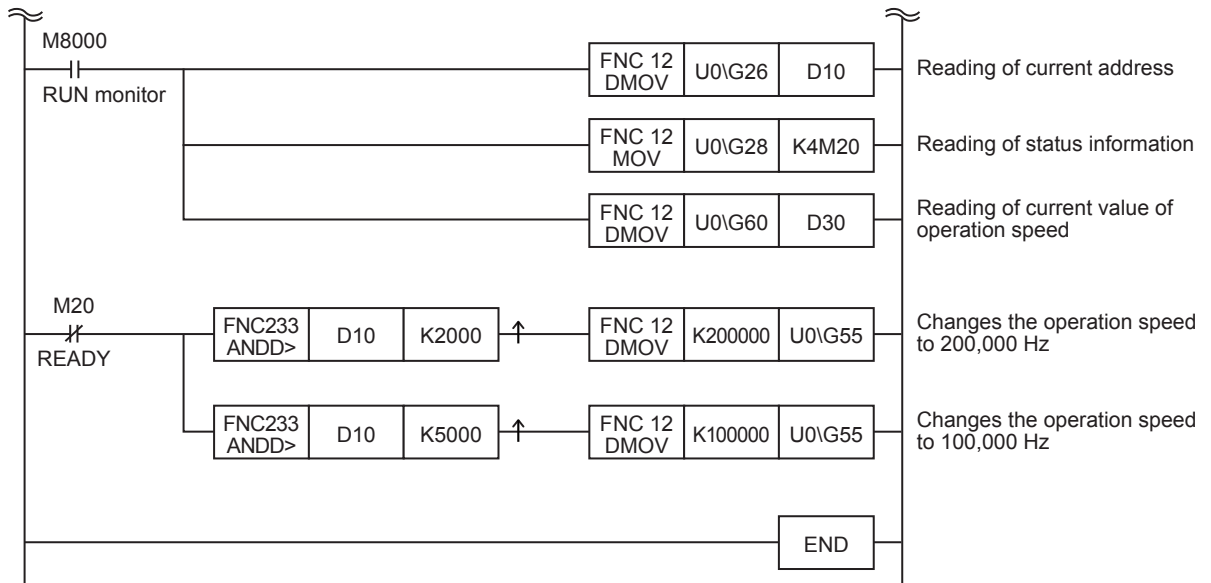 M8000
RUN monitor
FNC 12
DMOV
U0\G26
D10
Reading of current address
FNC 12
MOV
U0\G28
K4M20
Reading of status information
FNC 12
DMOV
U0\G60
D30
Reading of current value of
operation speed
M20
READY
FNC233
ANDD>
D10
K2000
FNC 12
DMOV
K200000
U0\G55
Changes the operation speed
to 200,000 Hz
FNC233
ANDD>
D10
K5000
FNC 12
DMOV
K100000
U0\G55
Changes the operation speed
to 100,000 Hz
END